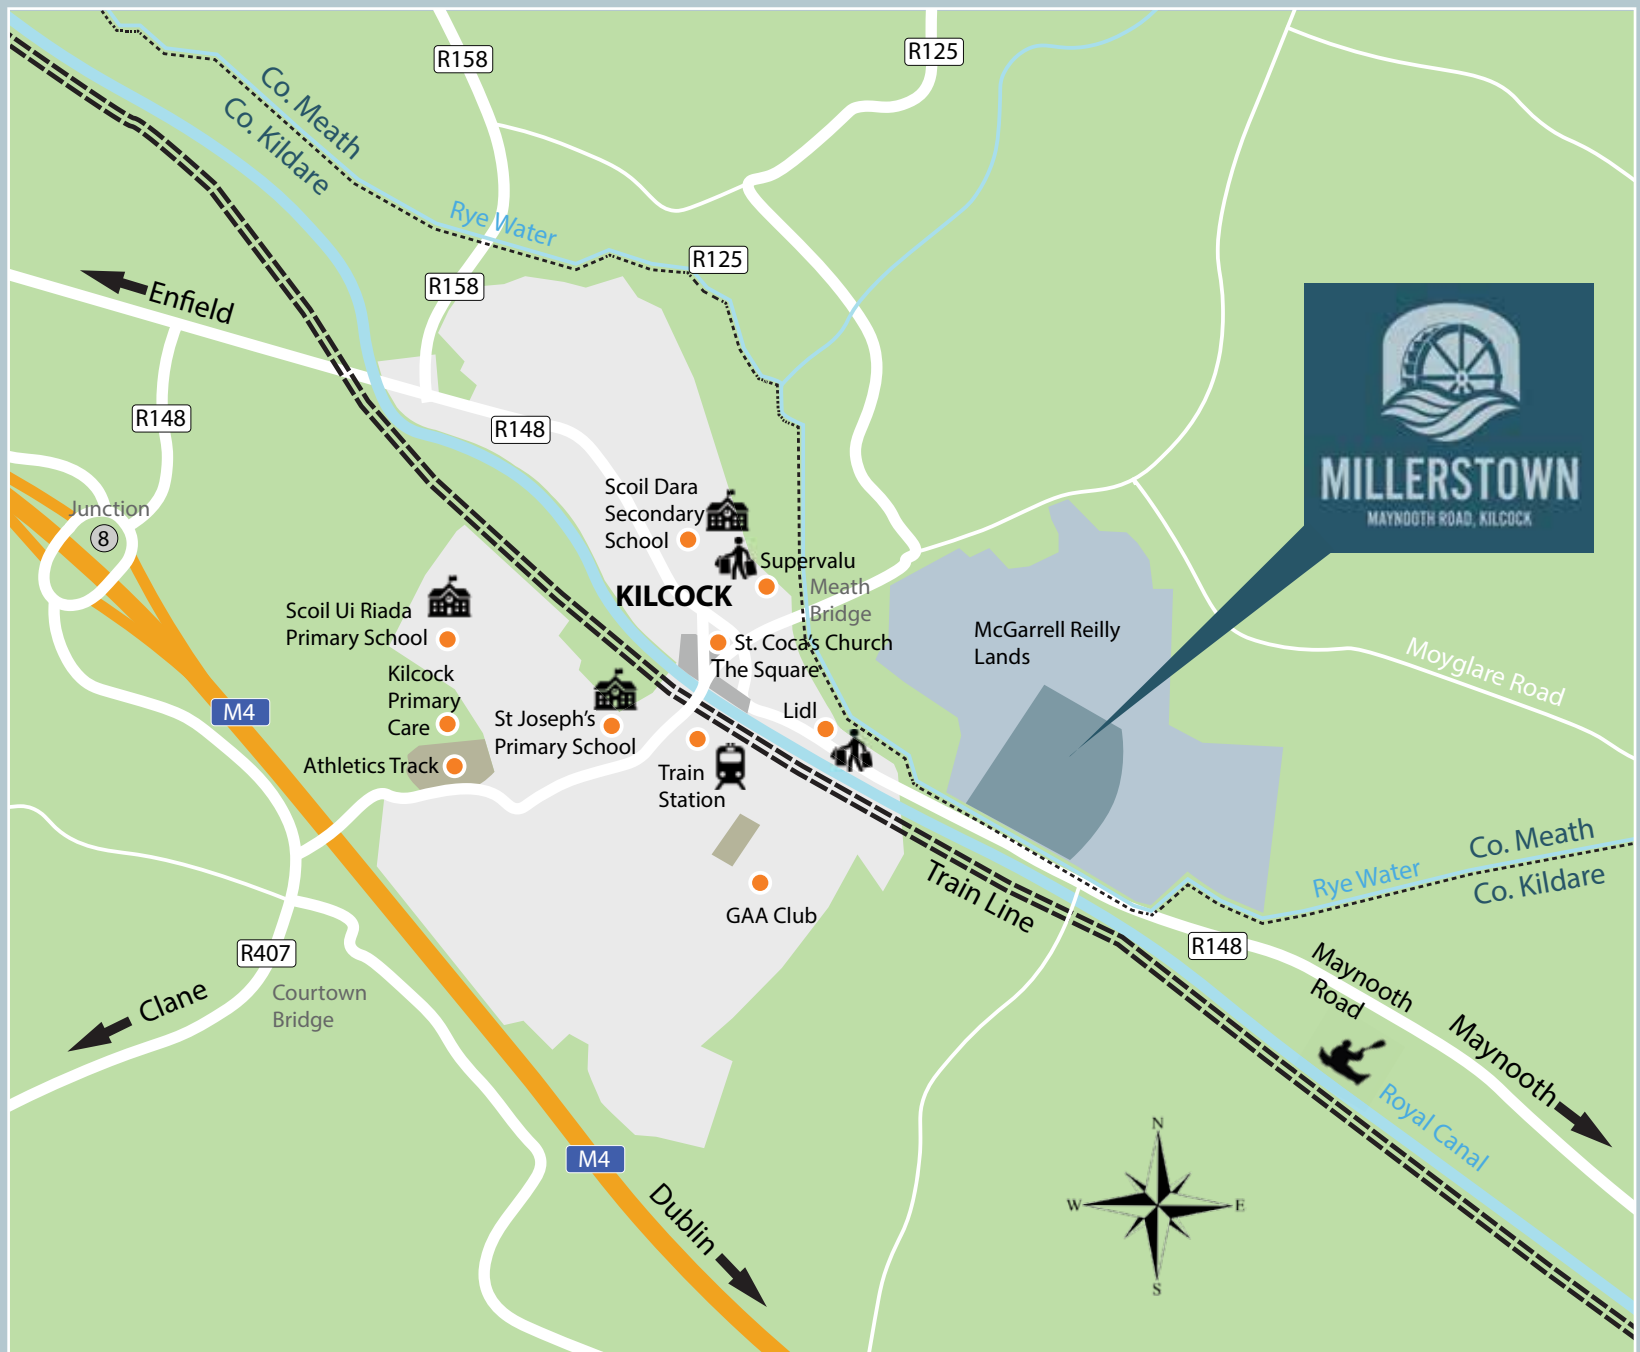 R158
R125
Co. Meath
Co. Kildare
Rye Water
R125
R158
Enfield
R148
R148
MILLERSTOWN
MAYNOOTH ROAD, KILCOCK
Junction
8
Scoil Dara
Secondary
School
Supervalu
KILCOCK
Meath
Bridge
Scoil Ui Riada
Primary School
St. Coca's Church
The Square
McGarrell Reilly
Lands
Moyglare Road
Kilcock
Primary
Care
M4
St Joseph's
Primary School
Lidl
Athletics Track
Train
Station
Co. Meath
Rye Water
Co. Kildare
Train Line
GAA Club
R407
R148
Maynooth
Road
Clane
Courtown
Bridge
Maynooth
Royal Canal
M4
Dublin
N
W
E
S